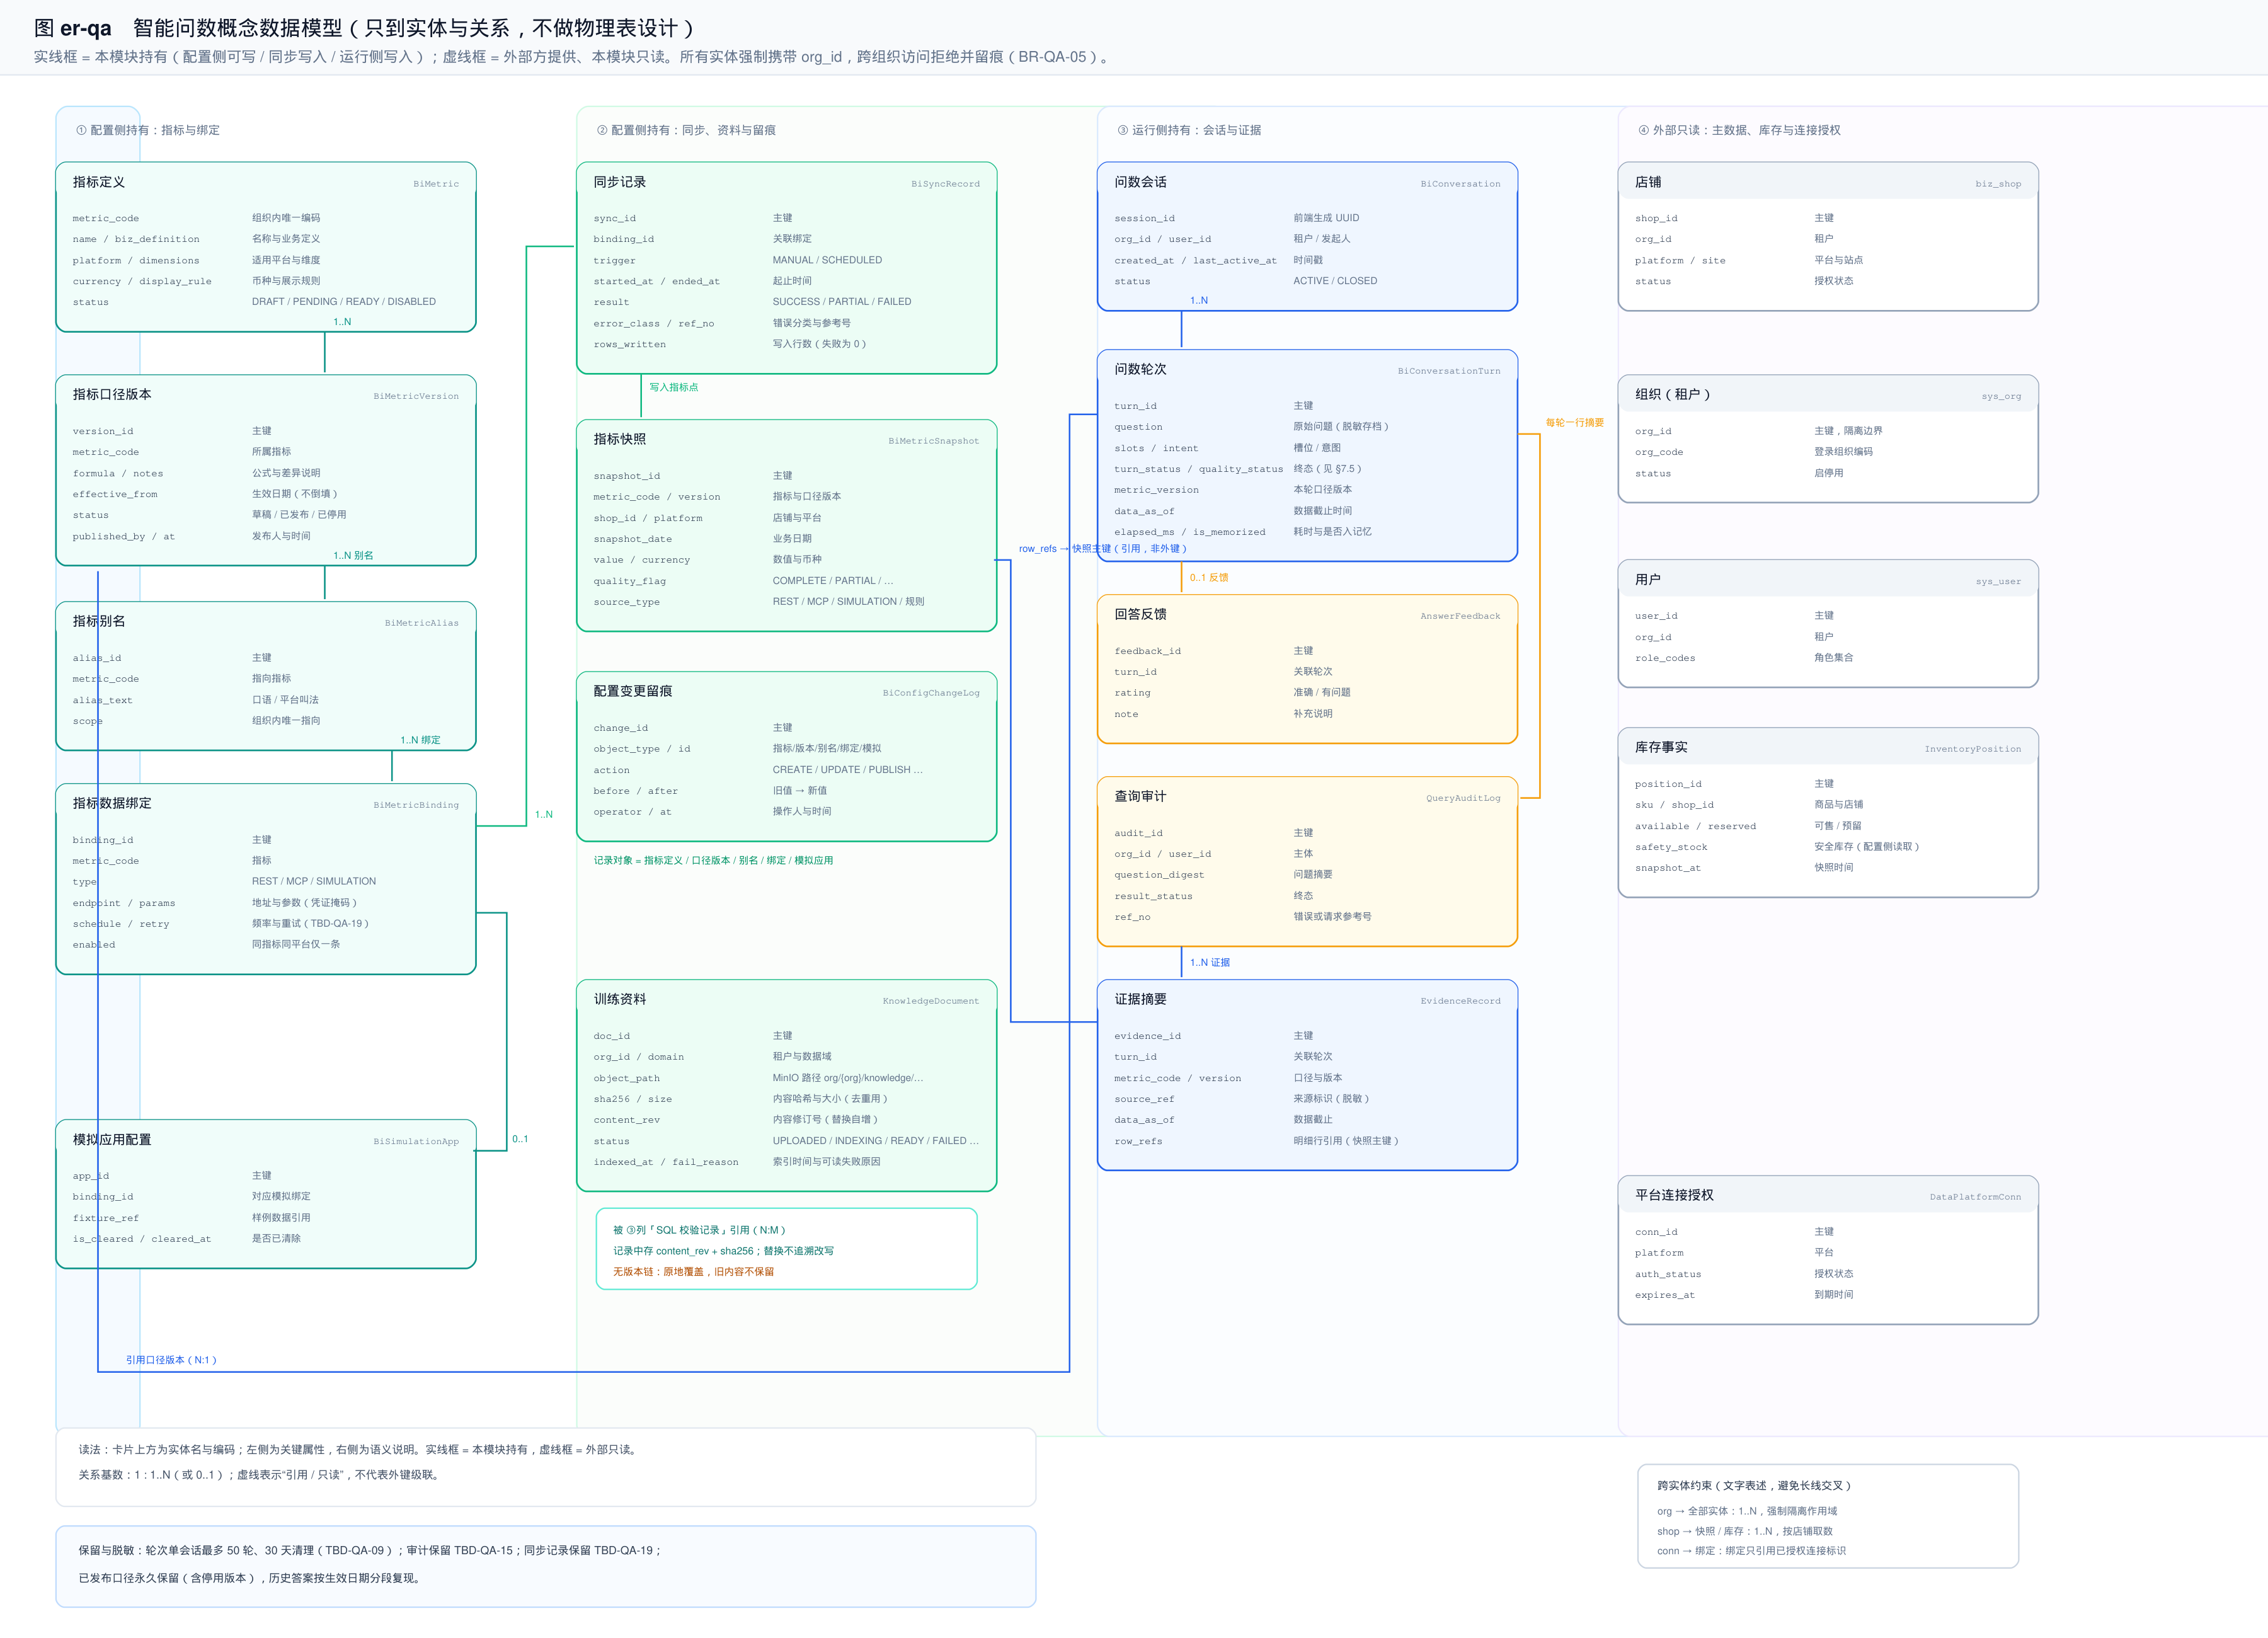 图 er-qa 智能问数概念数据模型（只到实体与关系，不做物理表设计）
实线框 = 本模块持有（配置侧可写 / 同步写入 / 运行侧写入）；虚线框 = 外部方提供、本模块只读。所有实体强制携带 org_id，跨组织访问拒绝并留痕（BR-QA-05）。
① 配置侧持有：指标与绑定
指标定义 BiMetric
metric_code 组织内唯一编码
name / biz_definition 名称与业务定义
platform / dimensions 适用平台与维度
currency / display_rule 币种与展示规则
status DRAFT / PENDING / READY / DISABLED
1..N
指标口径版本 BiMetricVersion
version_id 主键
metric_code 所属指标
formula / notes 公式与差异说明
effective_from 生效日期（不倒填）
status 草稿 / 已发布 / 已停用
published_by / at 发布人与时间
1..N 别名
指标别名 BiMetricAlias
alias_id 主键
metric_code 指向指标
alias_text 口语 / 平台叫法
scope 组织内唯一指向
1..N 绑定
指标数据绑定 BiMetricBinding
binding_id 主键
metric_code 指标
type REST / MCP / SIMULATION
endpoint / params 地址与参数（凭证掩码）
schedule / retry 频率与重试（TBD-QA-19）
enabled 同指标同平台仅一条
1..N
0..1
模拟应用配置 BiSimulationApp
app_id 主键
binding_id 对应模拟绑定
fixture_ref 样例数据引用
is_cleared / cleared_at 是否已清除
引用口径版本（N:1）
② 配置侧持有：同步、资料与留痕
同步记录 BiSyncRecord
sync_id 主键
binding_id 关联绑定
trigger MANUAL / SCHEDULED
started_at / ended_at 起止时间
result SUCCESS / PARTIAL / FAILED
error_class / ref_no 错误分类与参考号
rows_written 写入行数（失败为 0）
写入指标点
指标快照 BiMetricSnapshot
snapshot_id 主键
metric_code / version 指标与口径版本
shop_id / platform 店铺与平台
snapshot_date 业务日期
value / currency 数值与币种
quality_flag COMPLETE / PARTIAL / …
source_type REST / MCP / SIMULATION / 规则
row_refs → 快照主键（引用，非外键）
配置变更留痕 BiConfigChangeLog
change_id 主键
object_type / id 指标/版本/别名/绑定/模拟
action CREATE / UPDATE / PUBLISH …
before / after 旧值 → 新值
operator / at 操作人与时间
记录对象 = 指标定义 / 口径版本 / 别名 / 绑定 / 模拟应用
训练资料 KnowledgeDocument
doc_id 主键
org_id / domain 租户与数据域
object_path MinIO 路径 org/{org}/knowledge/…
sha256 / size 内容哈希与大小（去重用）
content_rev 内容修订号（替换自增）
status UPLOADED / INDEXING / READY / FAILED …
indexed_at / fail_reason 索引时间与可读失败原因
被 ③列「SQL 校验记录」引用（N:M）
记录中存 content_rev + sha256；替换不追溯改写
无版本链：原地覆盖，旧内容不保留
③ 运行侧持有：会话与证据
问数会话 BiConversation
session_id 前端生成 UUID
org_id / user_id 租户 / 发起人
created_at / last_active_at 时间戳
status ACTIVE / CLOSED
1..N
问数轮次 BiConversationTurn
turn_id 主键
question 原始问题（脱敏存档）
slots / intent 槽位 / 意图
turn_status / quality_status 终态（见 §7.5）
metric_version 本轮口径版本
data_as_of 数据截止时间
elapsed_ms / is_memorized 耗时与是否入记忆
每轮一行摘要
0..1 反馈
回答反馈 AnswerFeedback
feedback_id 主键
turn_id 关联轮次
rating 准确 / 有问题
note 补充说明
查询审计 QueryAuditLog
audit_id 主键
org_id / user_id 主体
question_digest 问题摘要
result_status 终态
ref_no 错误或请求参考号
1..N 证据
证据摘要 EvidenceRecord
evidence_id 主键
turn_id 关联轮次
metric_code / version 口径与版本
source_ref 来源标识（脱敏）
data_as_of 数据截止
row_refs 明细行引用（快照主键）
④ 外部只读：主数据、库存与连接授权
店铺 biz_shop
shop_id 主键
org_id 租户
platform / site 平台与站点
status 授权状态
组织（租户） sys_org
org_id 主键，隔离边界
org_code 登录组织编码
status 启停用
用户 sys_user
user_id 主键
org_id 租户
role_codes 角色集合
库存事实 InventoryPosition
position_id 主键
sku / shop_id 商品与店铺
available / reserved 可售 / 预留
safety_stock 安全库存（配置侧读取）
snapshot_at 快照时间
平台连接授权 DataPlatformConn
conn_id 主键
platform 平台
auth_status 授权状态
expires_at 到期时间
读法：卡片上方为实体名与编码；左侧为关键属性，右侧为语义说明。实线框 = 本模块持有，虚线框 = 外部只读。
关系基数：1 : 1..N（或 0..1）；虚线表示“引用 / 只读”，不代表外键级联。
保留与脱敏：轮次单会话最多 50 轮、30 天清理（TBD-QA-09）；审计保留 TBD-QA-15；同步记录保留 TBD-QA-19；
已发布口径永久保留（含停用版本），历史答案按生效日期分段复现。
跨实体约束（文字表述，避免长线交叉）
org → 全部实体：1..N，强制隔离作用域
shop → 快照 / 库存：1..N，按店铺取数
conn → 绑定：绑定只引用已授权连接标识